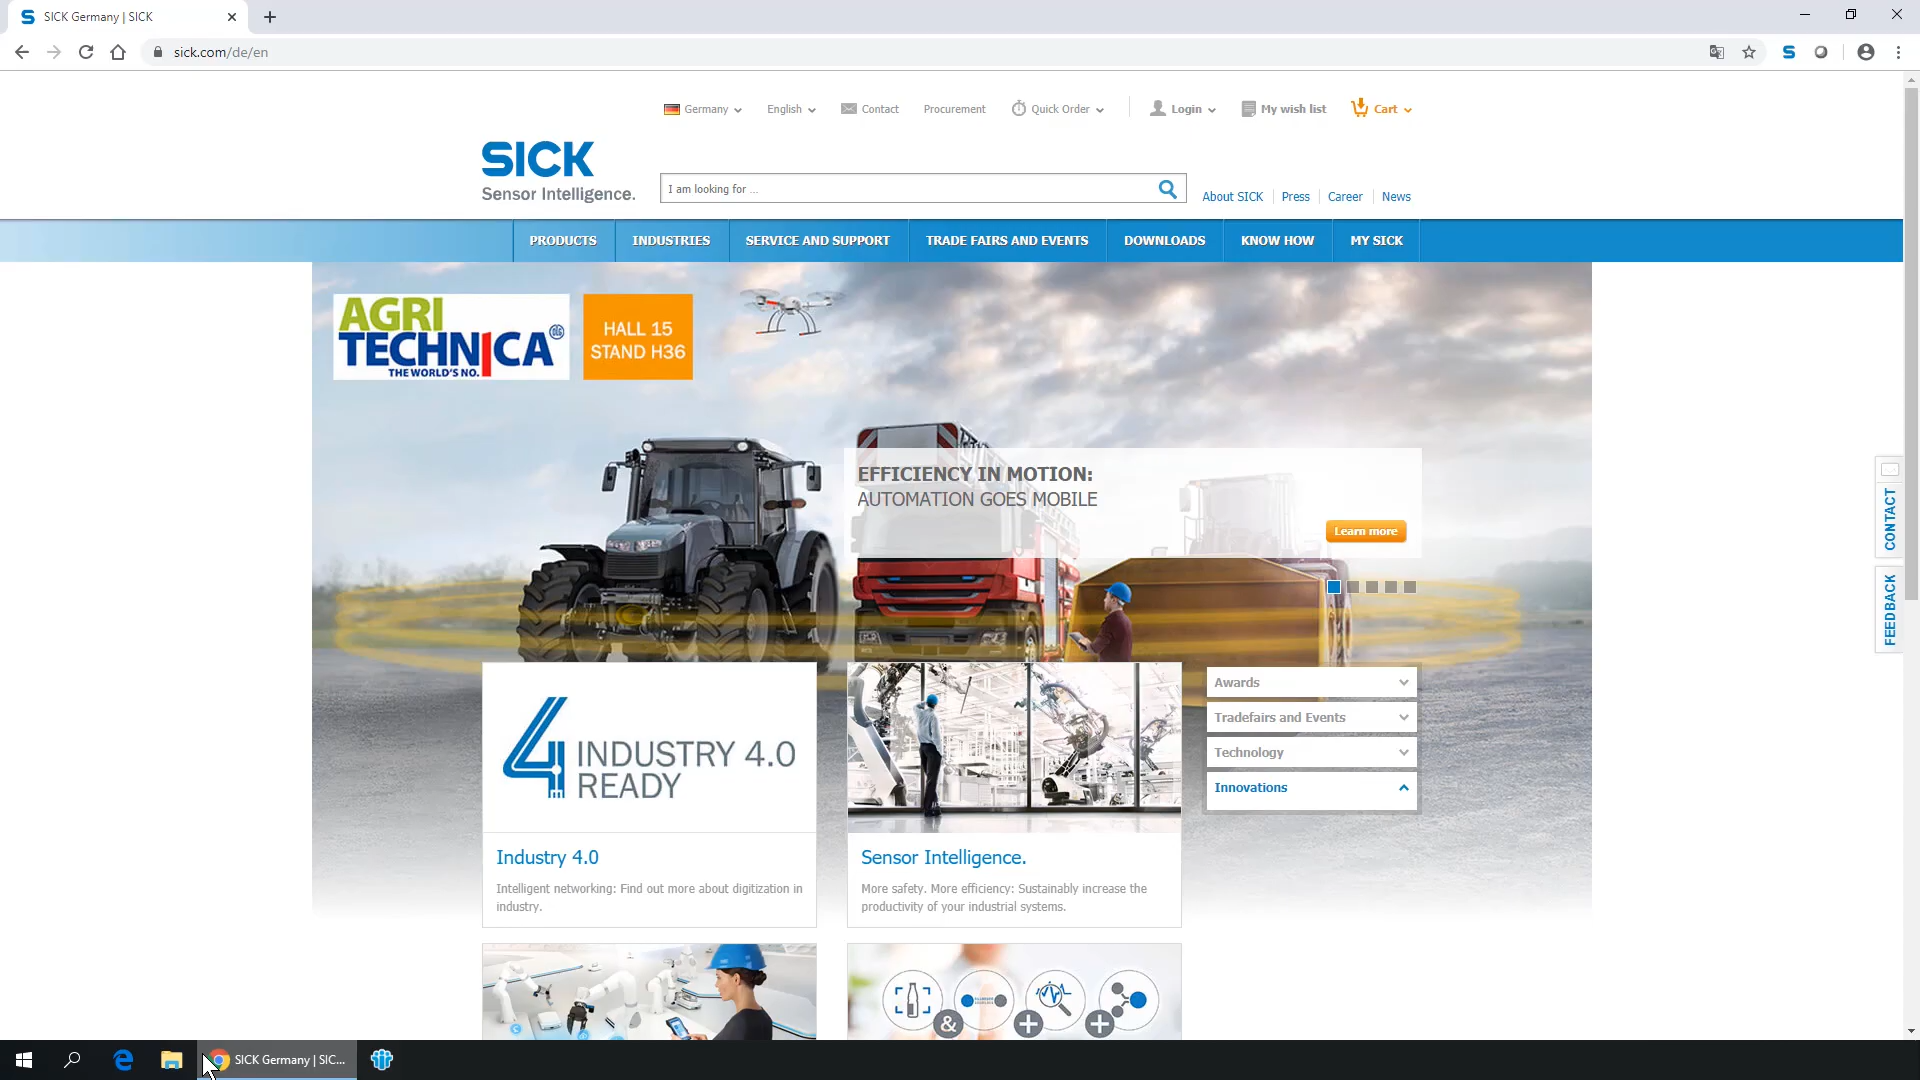 SICK Germany | SICK
sick.com/de/en
Germany
English
Contact
Procurement
Quick Order
Login
My wish list
Cart
SICK
Sensor Intelligence.
I am looking for ...
About SICK
Press
Career
News
PRODUCTS
INDUSTRIES
SERVICE AND SUPPORT
TRADE FAIRS AND EVENTS
DOWNLOADS
KNOW HOW
MY SICK
AGRI
TECHNICA
THE WORLD'S NO. 1
DLG
HALL 15
STAND H36
EFFICIENCY IN MOTION:
AUTOMATION GOES MOBILE
Learn more
CONTACT
FEEDBACK
4 INDUSTRY 4.0
READY
Industry 4.0
Intelligent networking: Find out more about digitization in
industry.
Sensor Intelligence.
More safety. More efficiency: Sustainably increase the
productivity of your industrial systems.
Awards
Tradefairs and Events
Technology
Innovations
&
SICK Germany | SIC...